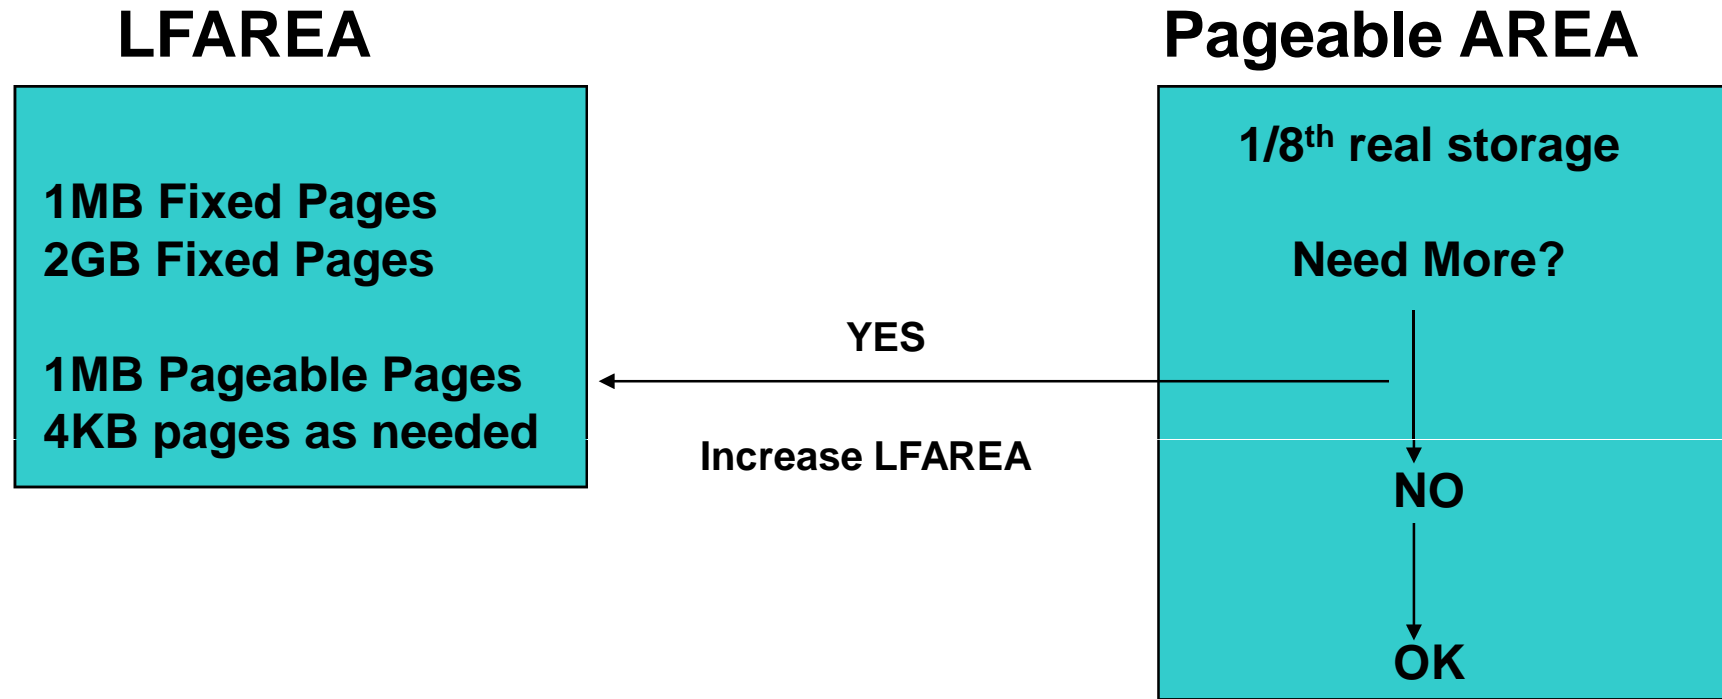 LFAREA
1MB Fixed Pages
2GB Fixed Pages
1MB Pageable Pages
4KB pages as needed
YES
Increase LFAREA
Pageable AREA
1/8th real storage
Need More?
NO
OK